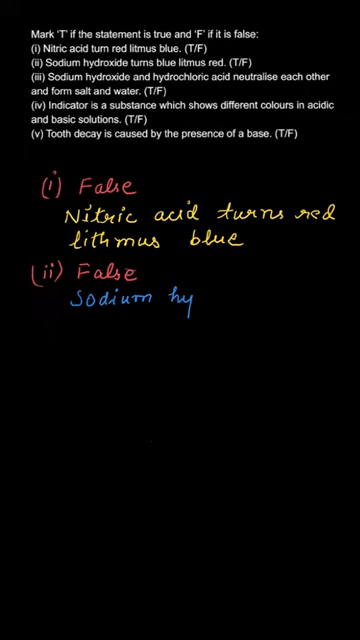 Mark ‘T’ if the statement is true and ‘F’ if it is false:
(i) Nitric acid turn red litmus blue. (T/F)
(ii) Sodium hydroxide turns blue litmus red. (T/F)
(iii) Sodium hydroxide and hydrochloric acid neutralise each other
and form salt and water. (T/F)
(iv) Indicator is a substance which shows different colours in acidic
and basic solutions. (T/F)
(v) Tooth decay is caused by the presence of a base. (T/F)
(i) False
Nitric acid turns red
lithmus blue
(ii) False
Sodium hy